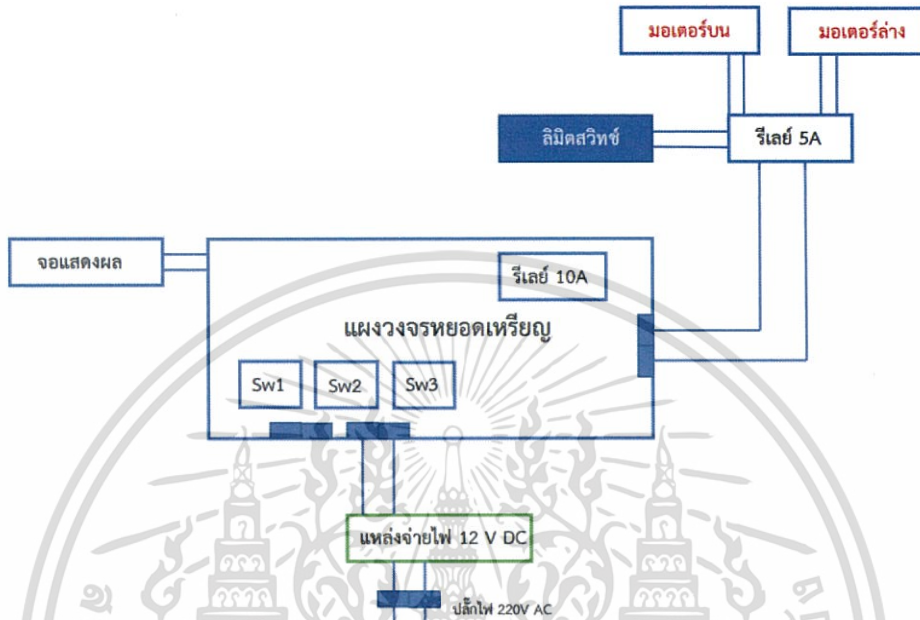 มอเตอร์บน
มอเตอร์ล่าง
ลิมิตสวิทช์
รีเลย์ 5A
จอแสดงผล
รีเลย์ 10A
แผงวงจรหยอดเหรียญ
Sw1
Sw2
Sw3
แหล่งจ่ายไฟ 12 V DC
ปลั๊กไฟ 220V AC